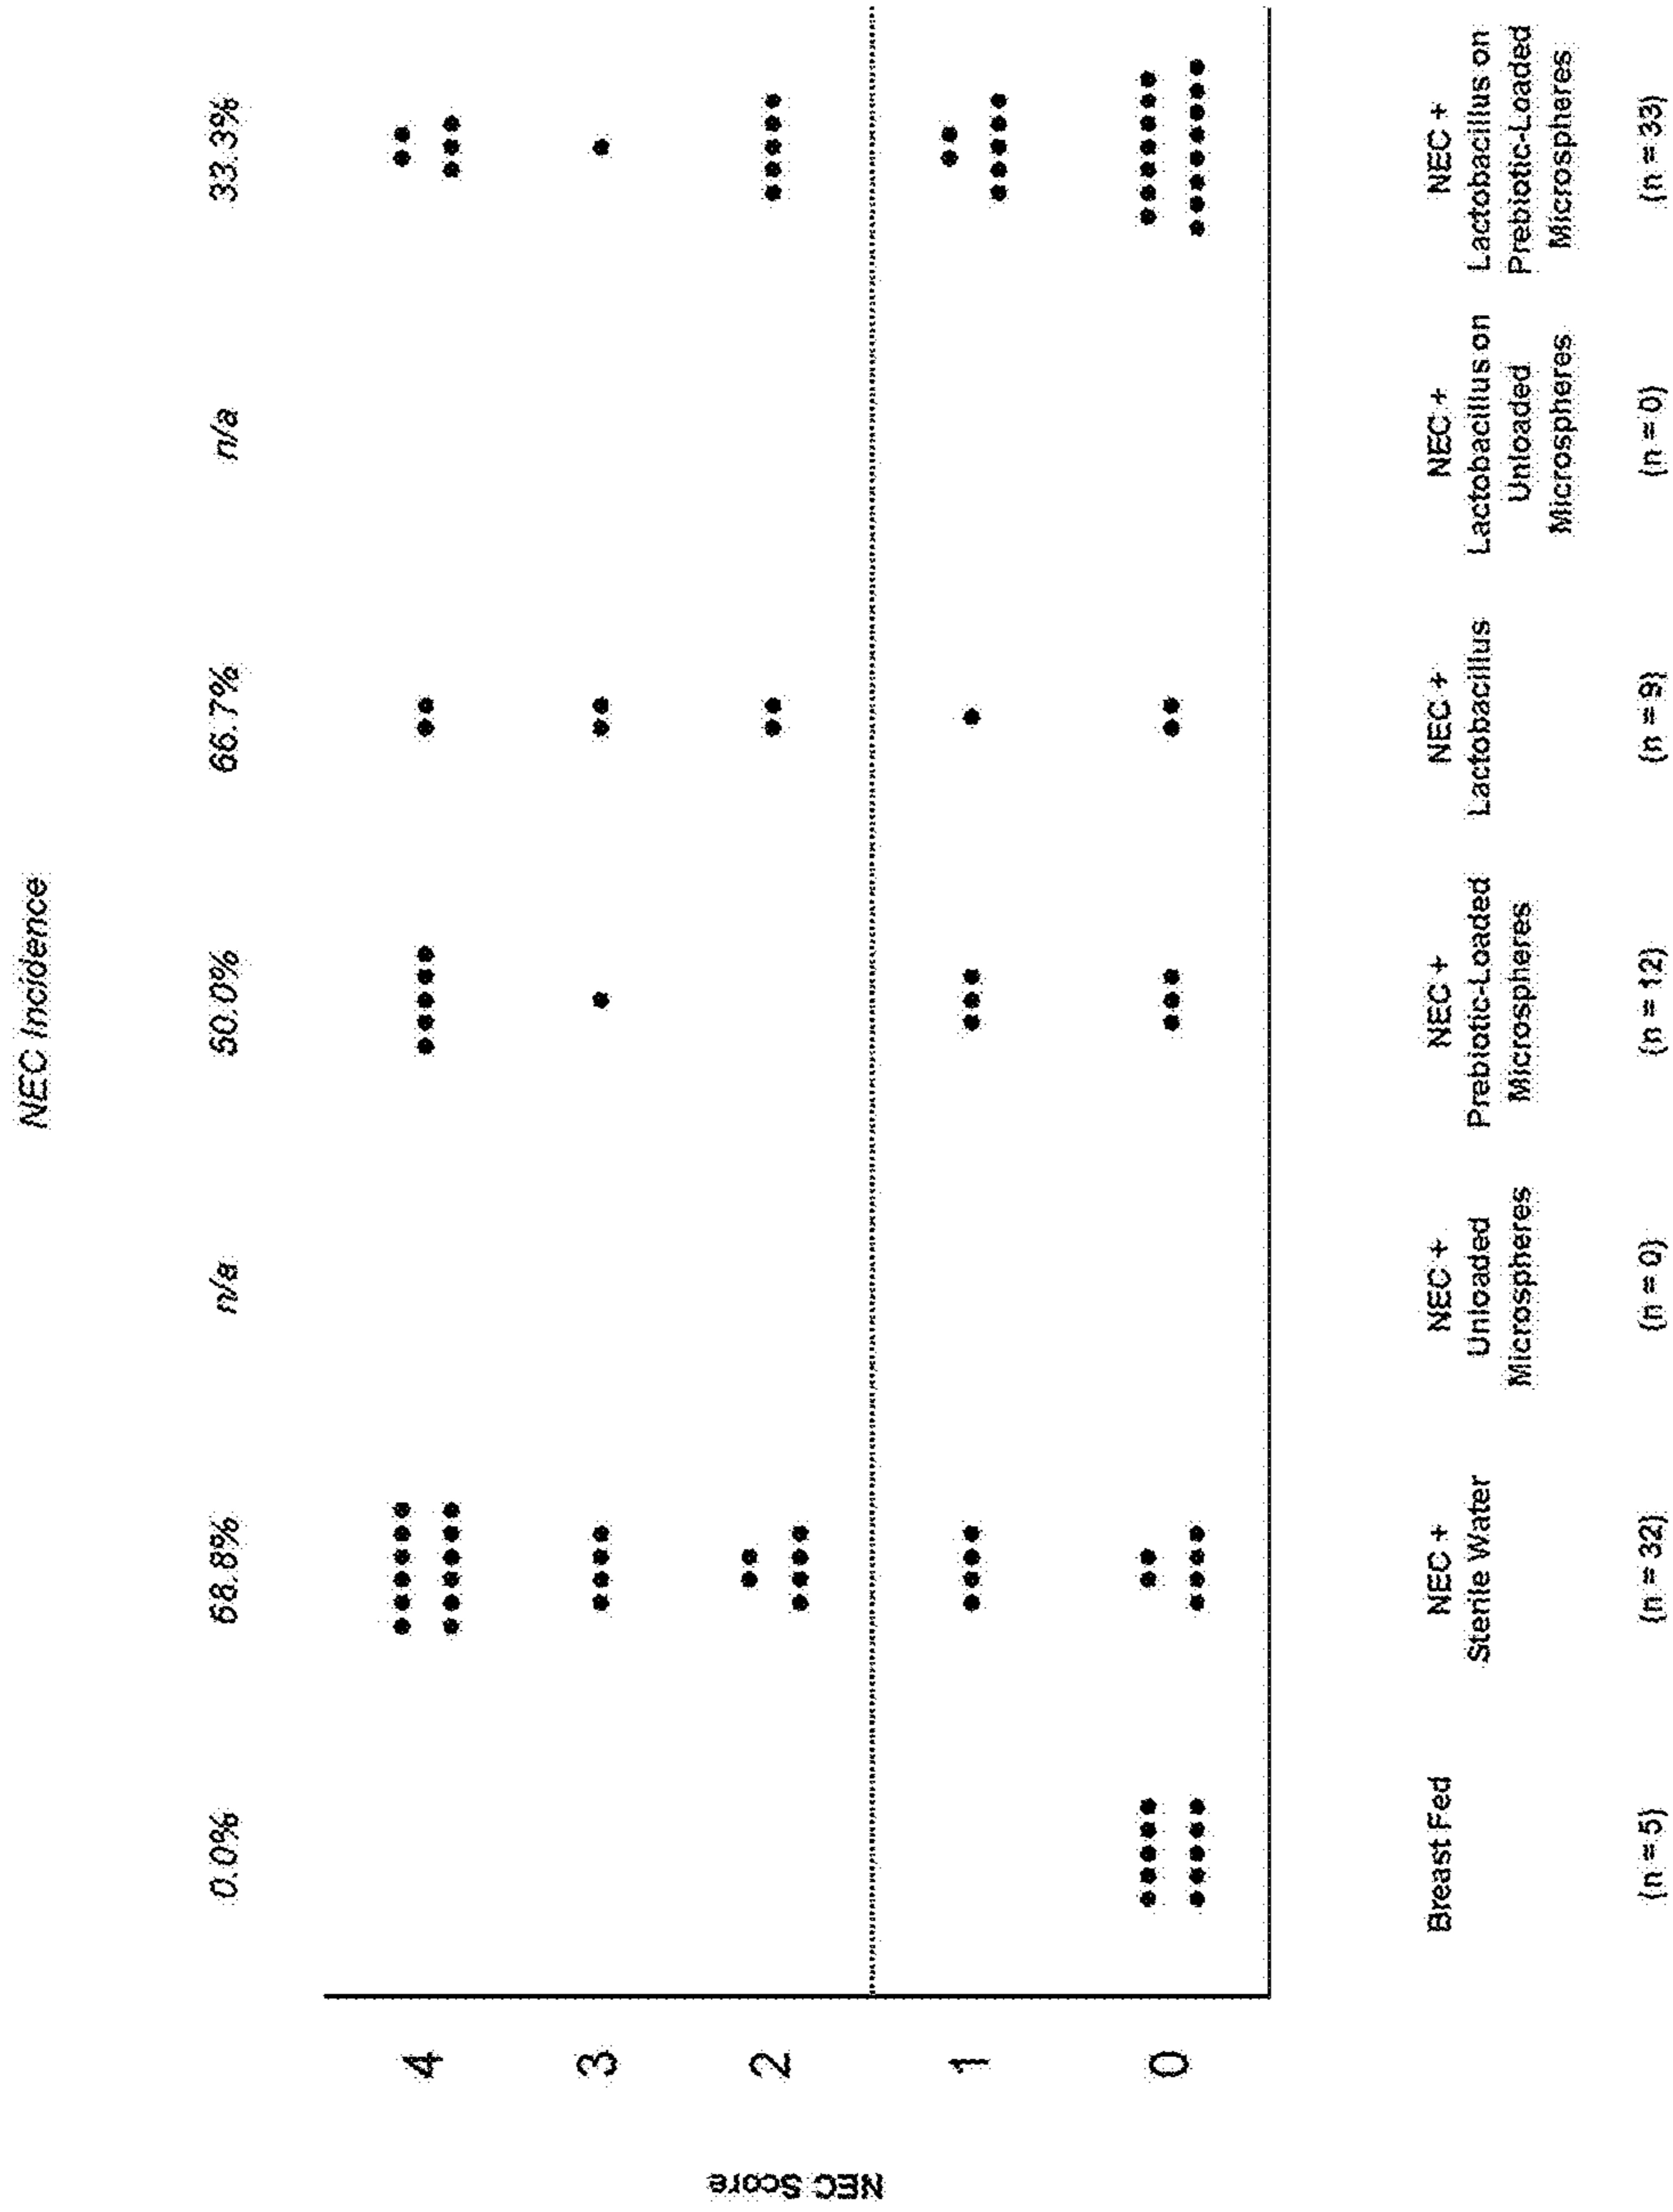 NEC Incidence
0.0%
68.8%
n/a
50.0%
66.7%
n/a
33.3%
NEC Score
4
3
2
1
0
Breast Fed
(n = 5)
NEC +
Sterile Water
(n = 32)
NEC +
Unloaded
Microspheres
(n = 0)
NEC +
Prebiotic-Loaded
Microspheres
(n = 12)
NEC +
Lactobacillus
(n = 9)
NEC +
Lactobacillus on
Unloaded
Microspheres
(n = 0)
NEC +
Lactobacillus on
Prebiotic-Loaded
Microspheres
(n = 33)